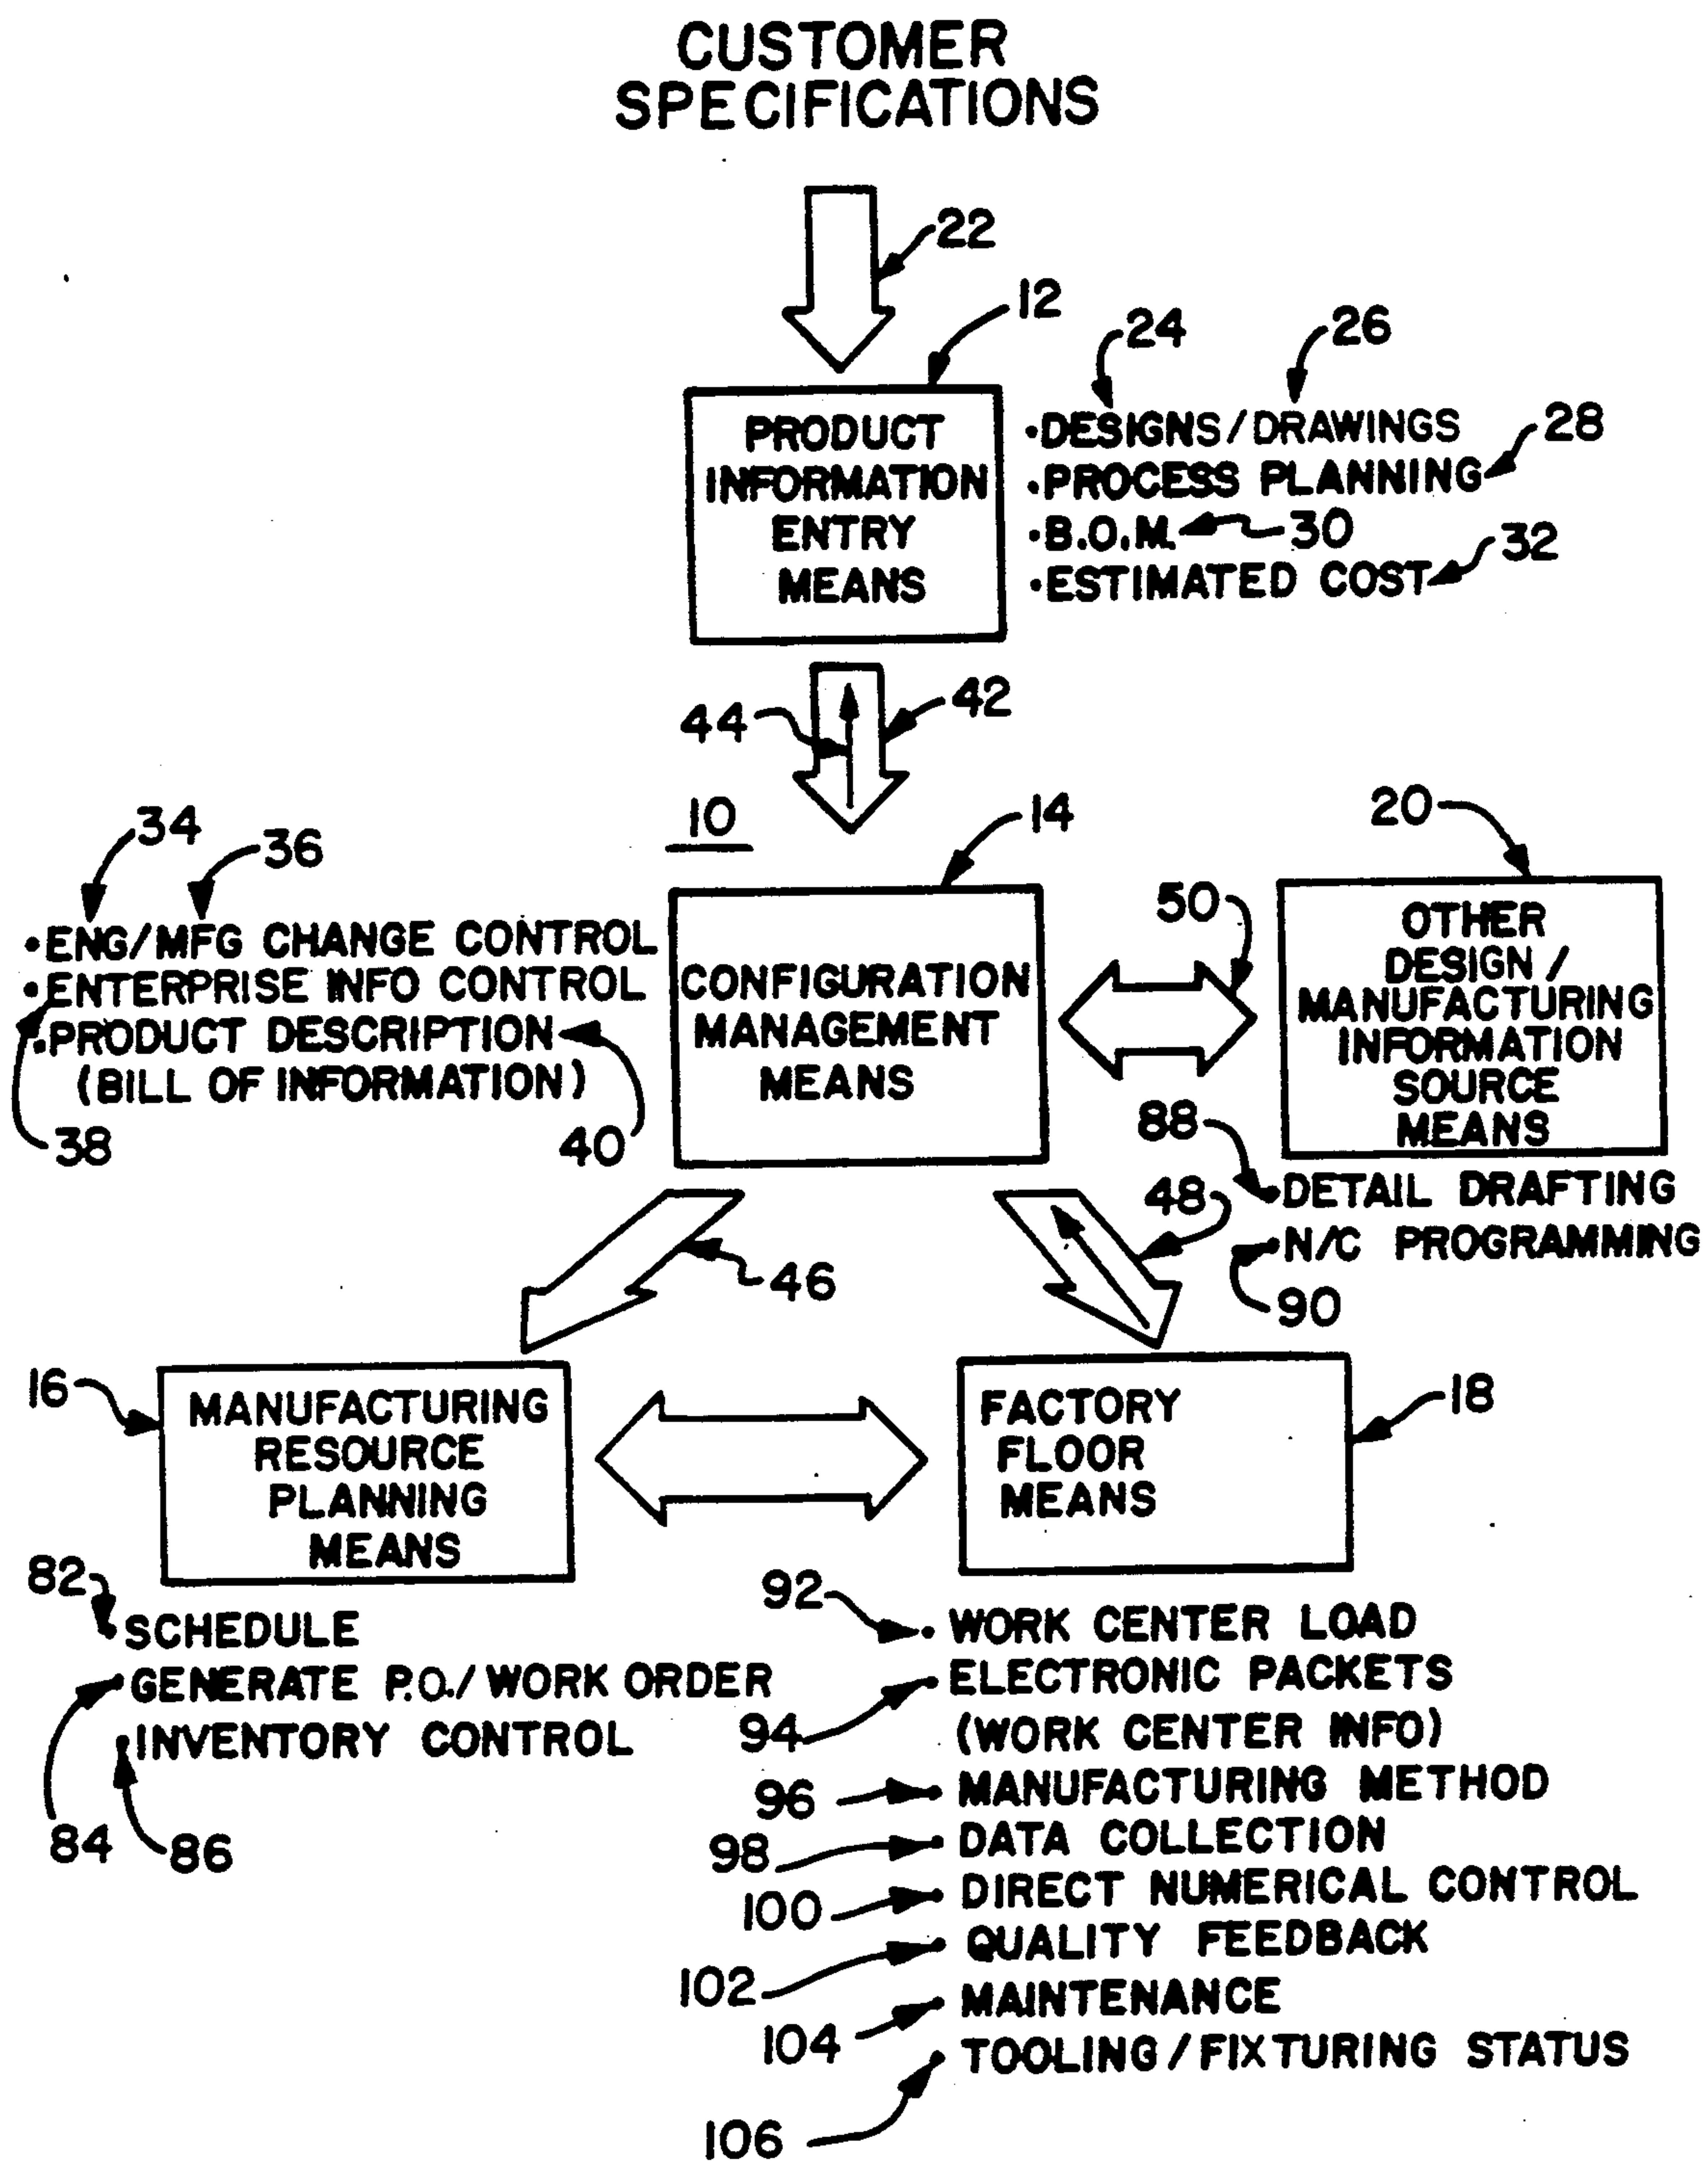 CUSTOMER
SPECIFICATIONS
22
12
24
26
PRODUCT
INFORMATION
ENTRY
MEANS
•DESIGNS/DRAWINGS
28
•PROCESS PLANNING
•B.O.M.
30
•ESTIMATED COST
32
44
42
10
14
20
34
36
•ENG/MFG CHANGE CONTROL
•ENTERPRISE INFO CONTROL
•PRODUCT DESCRIPTION
(BILL OF INFORMATION)
38
40
CONFIGURATION
MANAGEMENT
MEANS
50
OTHER
DESIGN /
MANUFACTURING
INFORMATION
SOURCE
MEANS
88
•DETAIL DRAFTING
•N/C PROGRAMMING
90
48
46
16
MANUFACTURING
RESOURCE
PLANNING
MEANS
FACTORY
FLOOR
MEANS
18
82
•SCHEDULE
•GENERATE P.O./WORK ORDER
•INVENTORY CONTROL
84
86
92
• WORK CENTER LOAD
• ELECTRONIC PACKETS
(WORK CENTER INFO)
94
96
• MANUFACTURING METHOD
98
• DATA COLLECTION
100
• DIRECT NUMERICAL CONTROL
102
• QUALITY FEEDBACK
104
• MAINTENANCE
• TOOLING/FIXTURING STATUS
106